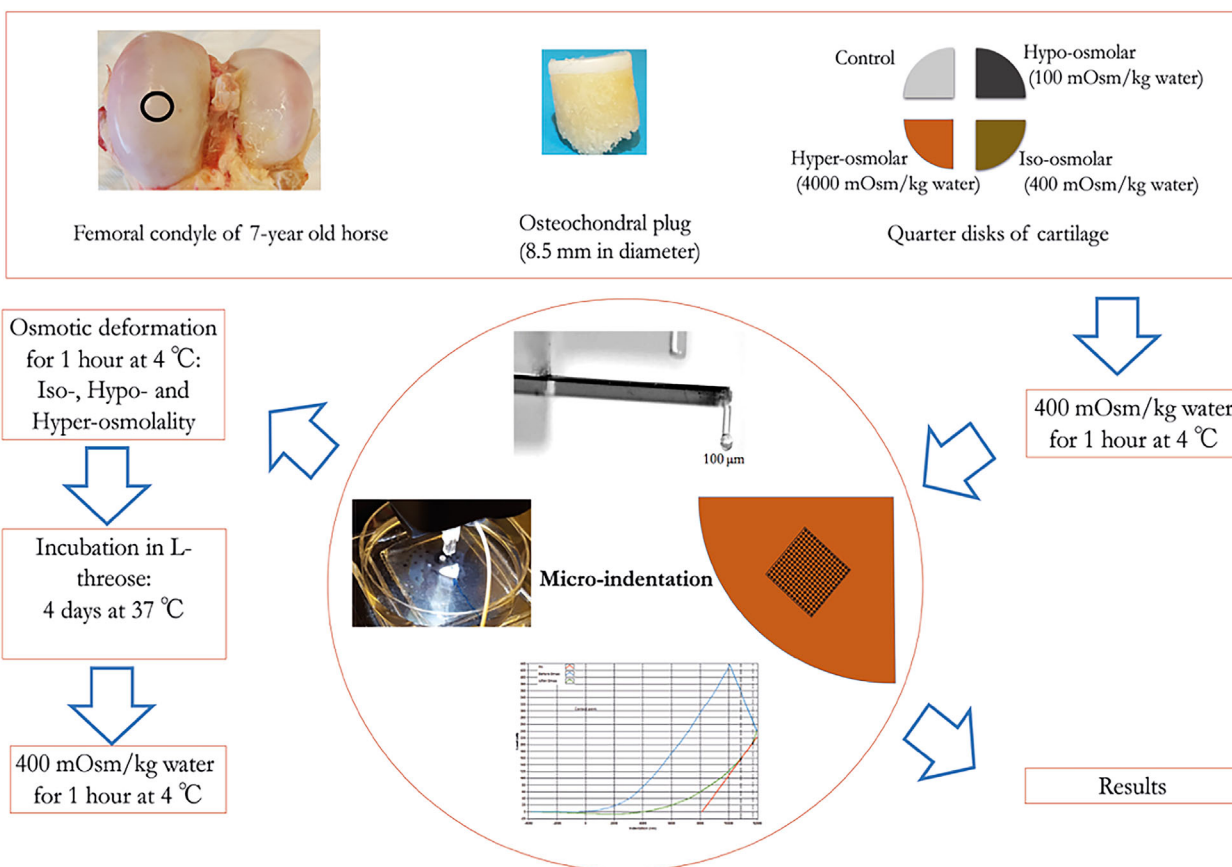 Control
Hypo-osmolar
(100 mOsm/kg water)
Hyper-osmolar
(4000 mOsm/kg water)
Iso-osmolar
(400 mOsm/kg water)
Femoral condyle of 7-year old horse
Osteochondral plug
(8.5 mm in diameter)
Quarter disks of cartilage
Osmotic deformation
for 1 hour at 4 ℃:
Iso-, Hypo- and
Hyper-osmolality
400 mOsm/kg water
for 1 hour at 4 ℃
100 µm
Incubation in L-
threose:
4 days at 37 ℃
Micro-indentation
400 mOsm/kg water
for 1 hour at 4 ℃
Results